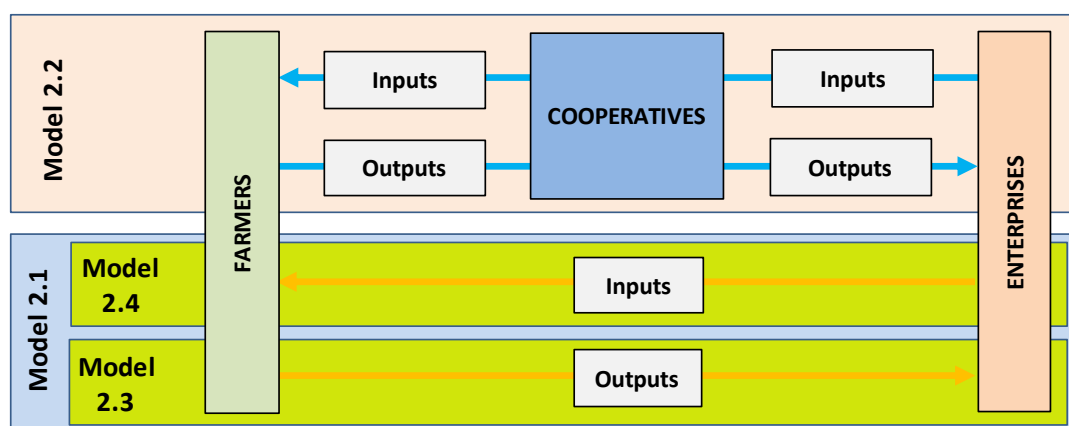 Model 2.2
FARMERS
Inputs
COOPERATIVES
Inputs
Outputs
Outputs
ENTERPRISES
Model 2.1
Model
2.4
Inputs
Model
2.3
Outputs